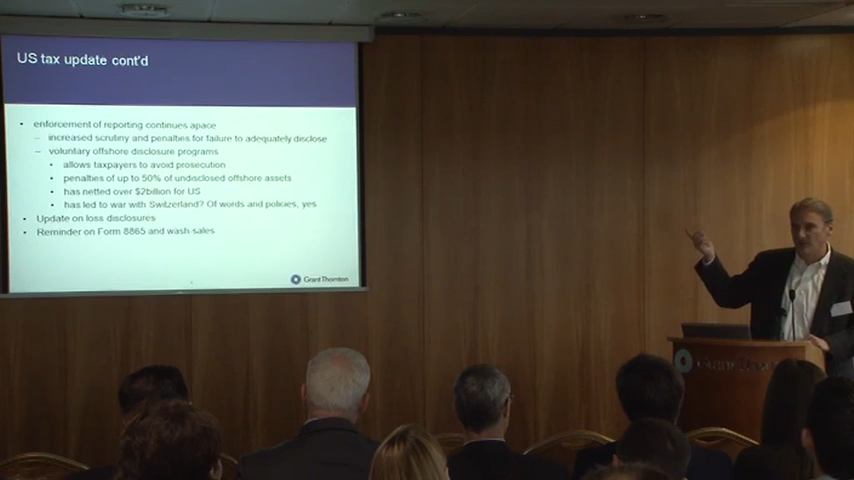 US tax update cont'd
• enforcement of reporting continues apace
– increased scrutiny and penalties for failure to adequately disclose
– voluntary offshore disclosure programs
• allows taxpayers to avoid prosecution
• penalties of up to 50% of undisclosed offshore assets
• has netted over $2billion for US
• has led to war with Switzerland? Of words and policies, yes
• Update on loss disclosures
• Reminder on Form 8865 and wash sales
Grant Thornton
Grant Thornton